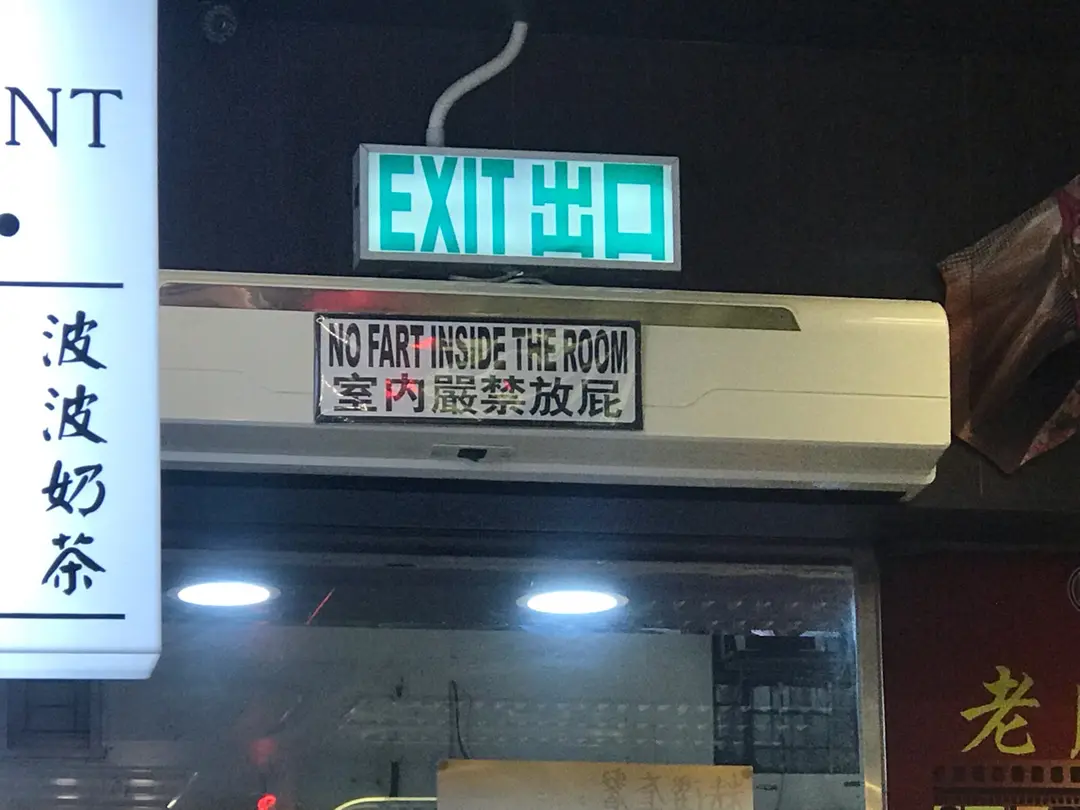 NT
波波奶茶
EXIT 出口
NO FART INSIDE THE ROOM
室內嚴禁放屁
老